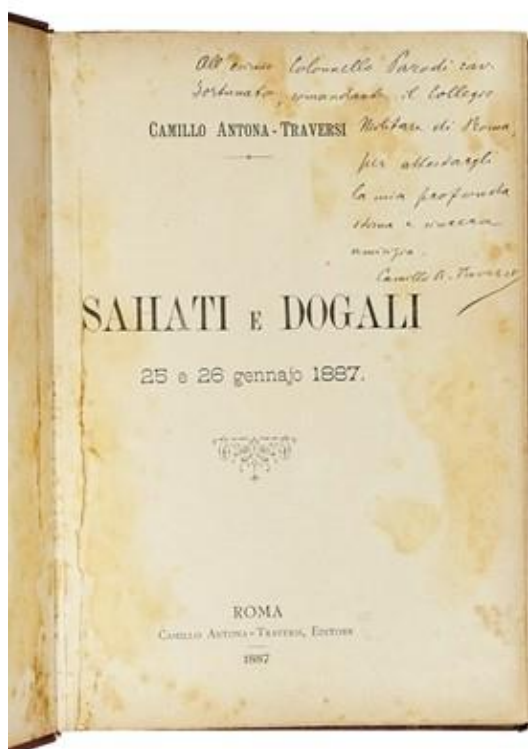 All' esimio Colonnello Parodi cav.
Fortunato, comandante il Collegio
CAMILLO ANTONA-TRAVERSI
Militare di Roma,
per attestargli
la mia profonda
stima e sincera
amicizia.
Camillo A. Traversi
SAHATI E DOGALI
25 e 26 gennajo 1887.
ROMA
CAMILLO ANTONA-TRAVERSI, EDITORE
1887